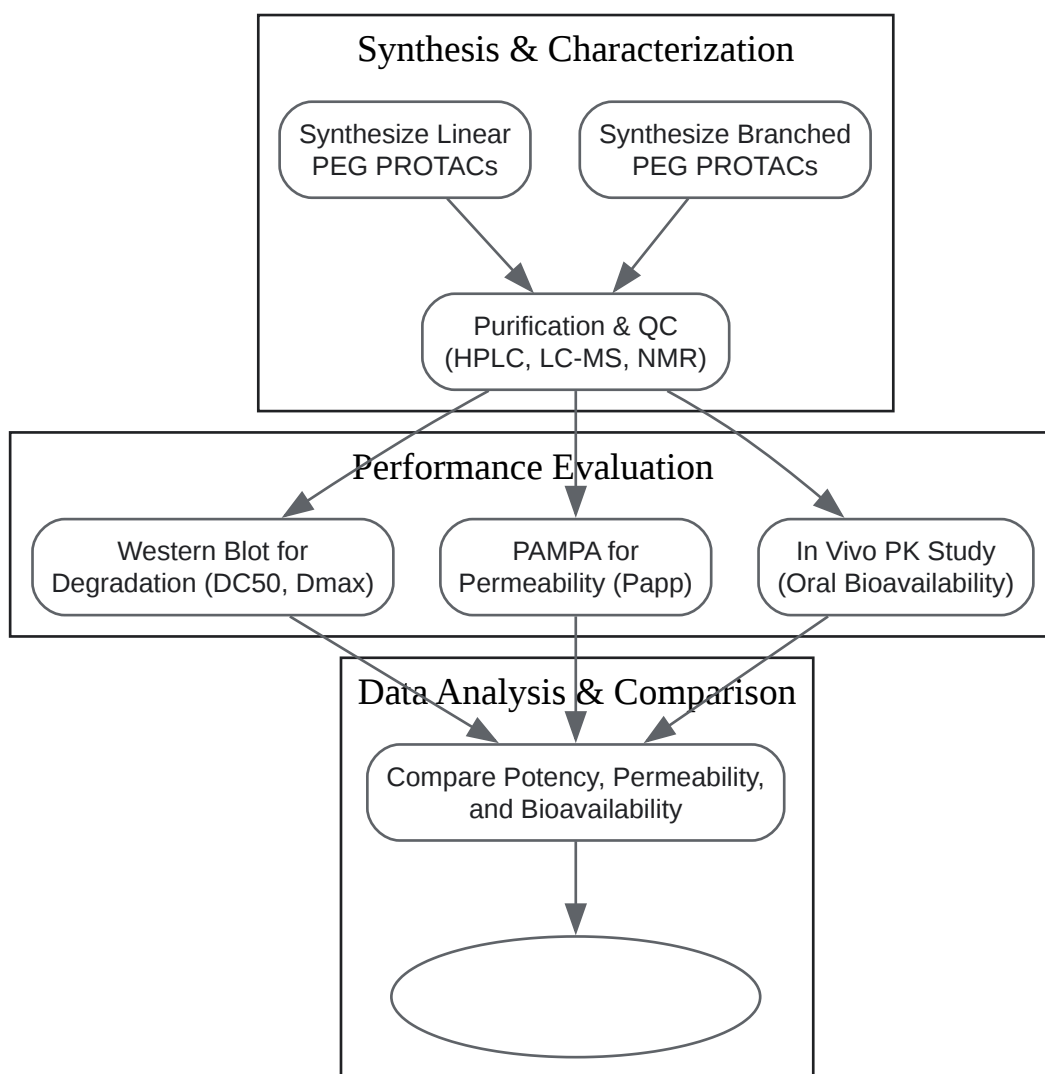 Synthesis & Characterization
Synthesize Linear
PEG PROTACs
Synthesize Branched
PEG PROTACs
Purification & QC
(HPLC, LC-MS, NMR)
Performance Evaluation
Western Blot for
Degradation (DC50, Dmax)
PAMPA for
Permeability (Papp)
In Vivo PK Study
(Oral Bioavailability)
Data Analysis & Comparison
Compare Potency, Permeability,
and Bioavailability